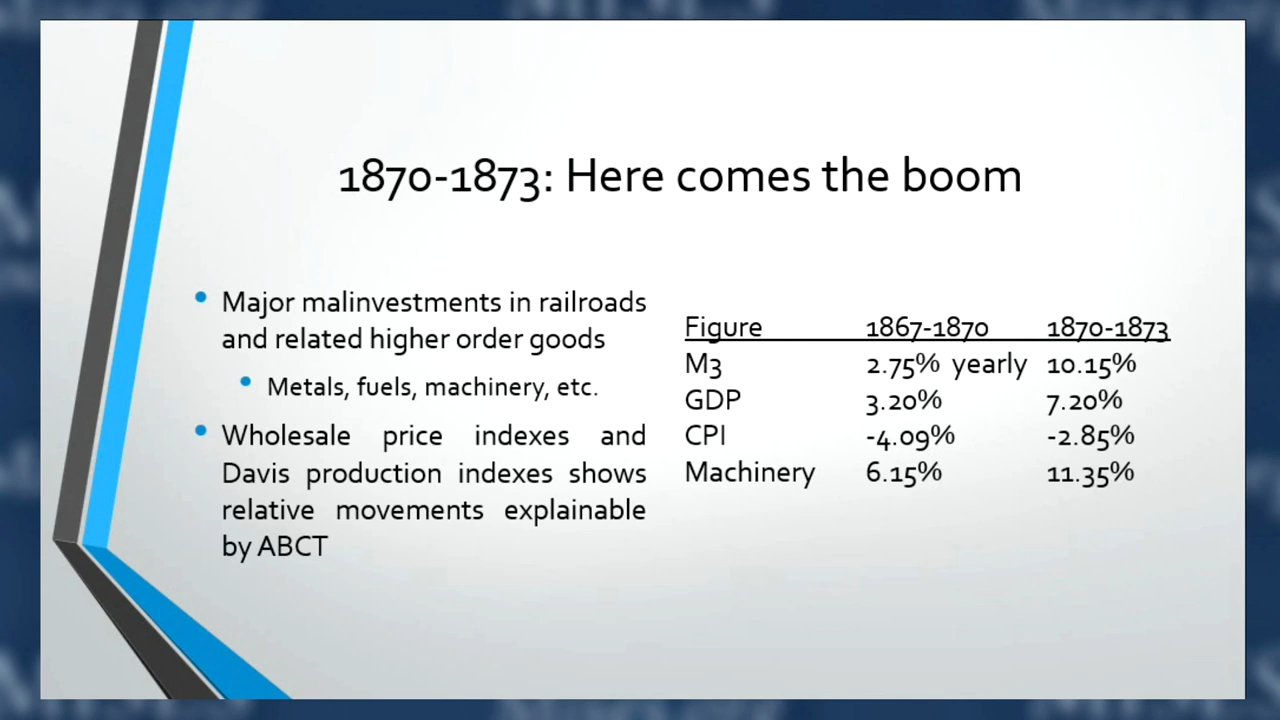 1870-1873: Here comes the boom
Major malinvestments in railroads
and related higher order goods
Metals, fuels, machinery, etc.
Wholesale price indexes and
Davis production indexes shows
relative movements explainable
by ABCT
Figure 1867-1870 1870-1873
M3 2.75% yearly 10.15%
GDP 3.20% 7.20%
CPI -4.09% -2.85%
Machinery 6.15% 11.35%